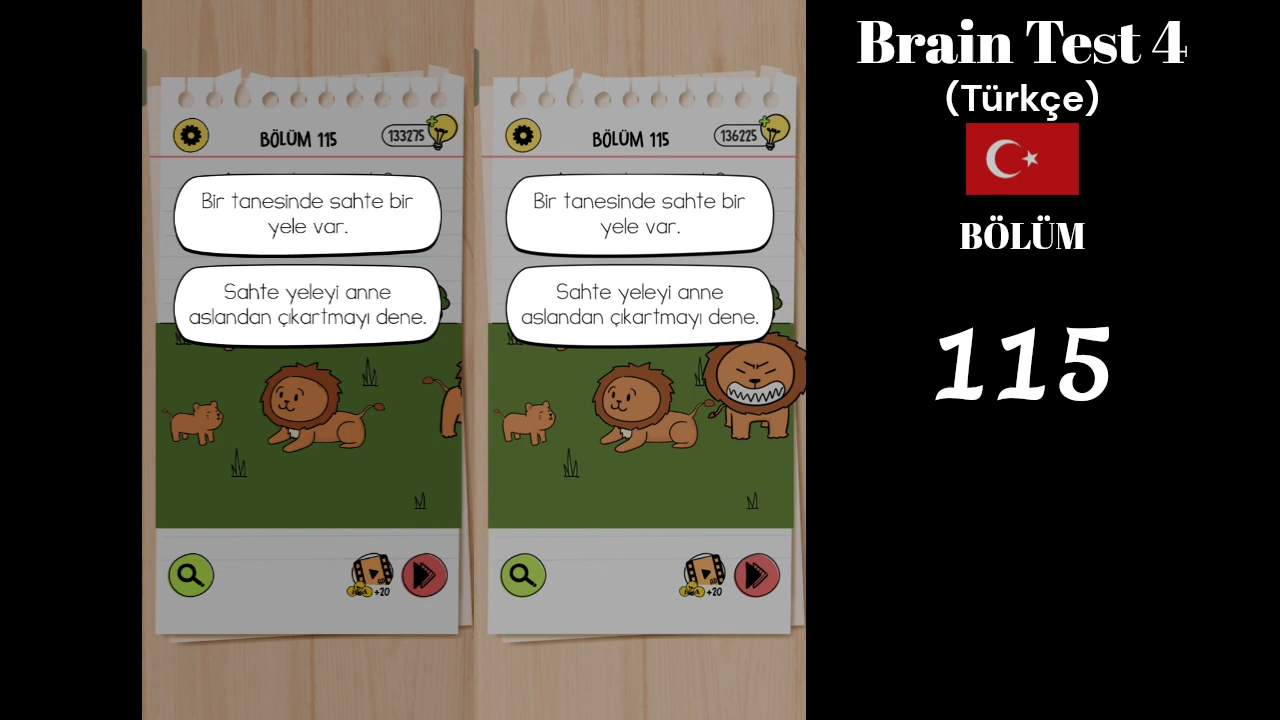 BÖLÜM 115
133275
Bir tanesinde sahte bir
yele var.
Sahte yeleyi anne
aslandan çıkartmayı dene.
+20
BÖLÜM 115
136225
Bir tanesinde sahte bir
yele var.
Sahte yeleyi anne
aslandan çıkartmayı dene.
+20
Brain Test 4
(Türkçe)
BÖLÜM
115